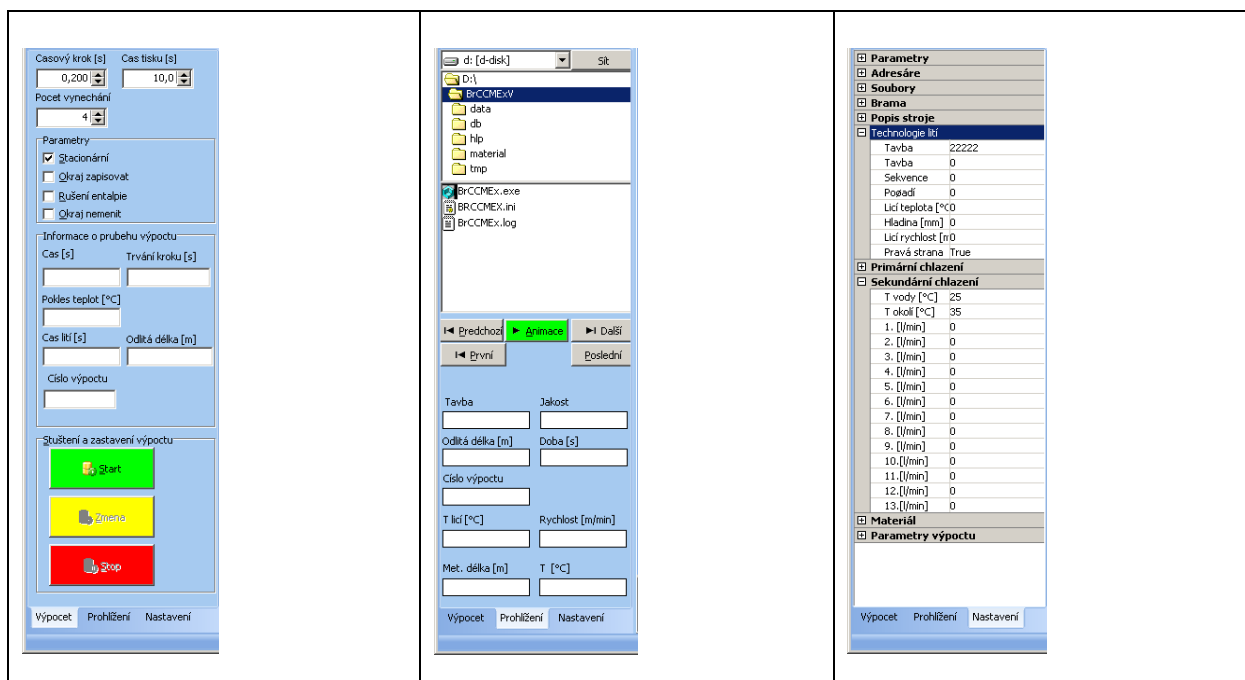 Casový krok [s] Cas tisku [s]
0,200 10,0
Pocet vynechání
4
Parametry
Stacionární
Okraj zapisovat
Rušení entalpie
Okraj nemenit
Informace o prubehu výpoctu
Cas [s] Trvání kroku [s]
Pokles teplot [°C]
Cas lití [s] Odlitá délka [m]
Císlo výpoctu
Stuštení a zastavení výpoctu
Start
Zmena
Stop
Výpocet Prohlížení Nastavení
d: [d-disk] Sít
D:\
BrCCMExV
data
db
hlp
material
tmp
BrCCMEx.exe
BRCCMEX.ini
BrCCMEx.log
Predchozí Animace Další
První Poslední
Tavba Jakost
Odlitá délka [m] Doba [s]
Císlo výpoctu
T licí [°C] Rychlost [m/min]
Met. délka [m] T [°C]
Výpocet Prohlížení Nastavení
Parametry
Adresáre
Soubory
Brama
Popis stroje
Technologie lití
Tavba 22222
Tavba 0
Sekvence 0
Poøadí 0
Licí teplota [°C 0
Hladina [mm] 0
Licí rychlost [m 0
Pravá strana True
Primární chlazení
Sekundární chlazení
T vody [°C] 25
T okolí [°C] 35
1. [l/min] 0
2. [l/min] 0
3. [l/min] 0
4. [l/min] 0
5. [l/min] 0
6. [l/min] 0
7. [l/min] 0
8. [l/min] 0
9. [l/min] 0
10.[l/min] 0
11.[l/min] 0
12.[l/min] 0
13.[l/min] 0
Materiál
Parametry výpoctu
Výpocet Prohlížení Nastavení